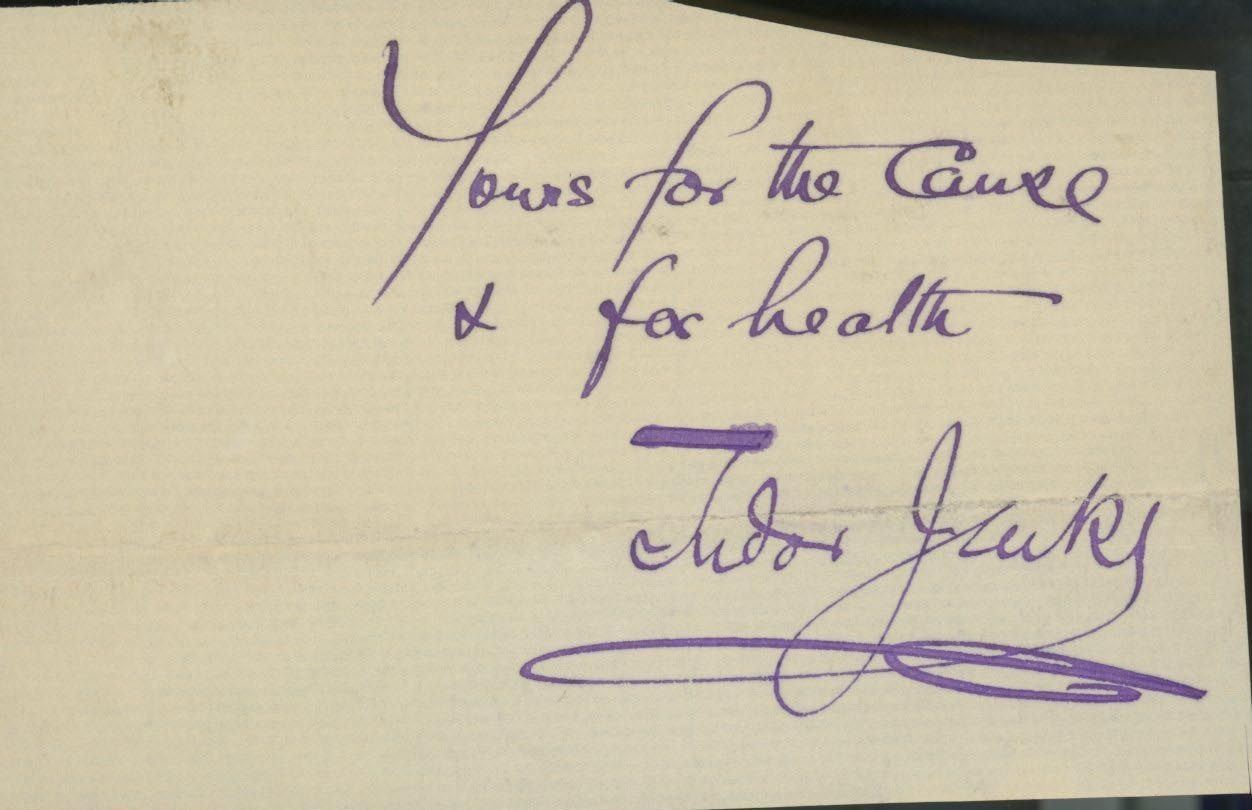 Yours for the Cause
& for health
Tudor Jenks